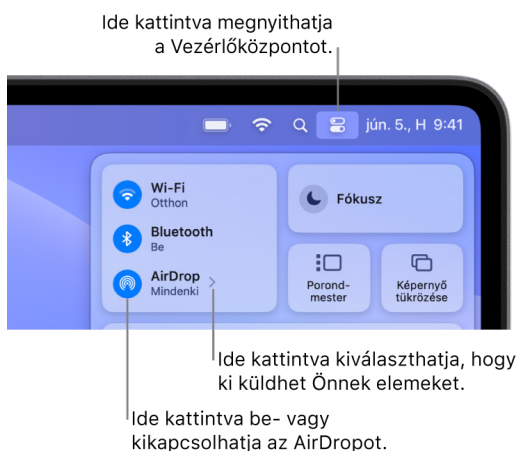 Ide kattintva megnyithatja
a Vezérlőközpontot.
jún. 5., H 9:41
Wi-Fi
Otthon
Bluetooth
Be
AirDrop
Mindenki
Fókusz
Porond-
mester
Képernyő
tükrözése
Ide kattintva kiválaszthatja, hogy
ki küldhet Önnek elemeket.
Ide kattintva be- vagy
kikapcsolhatja az AirDropot.